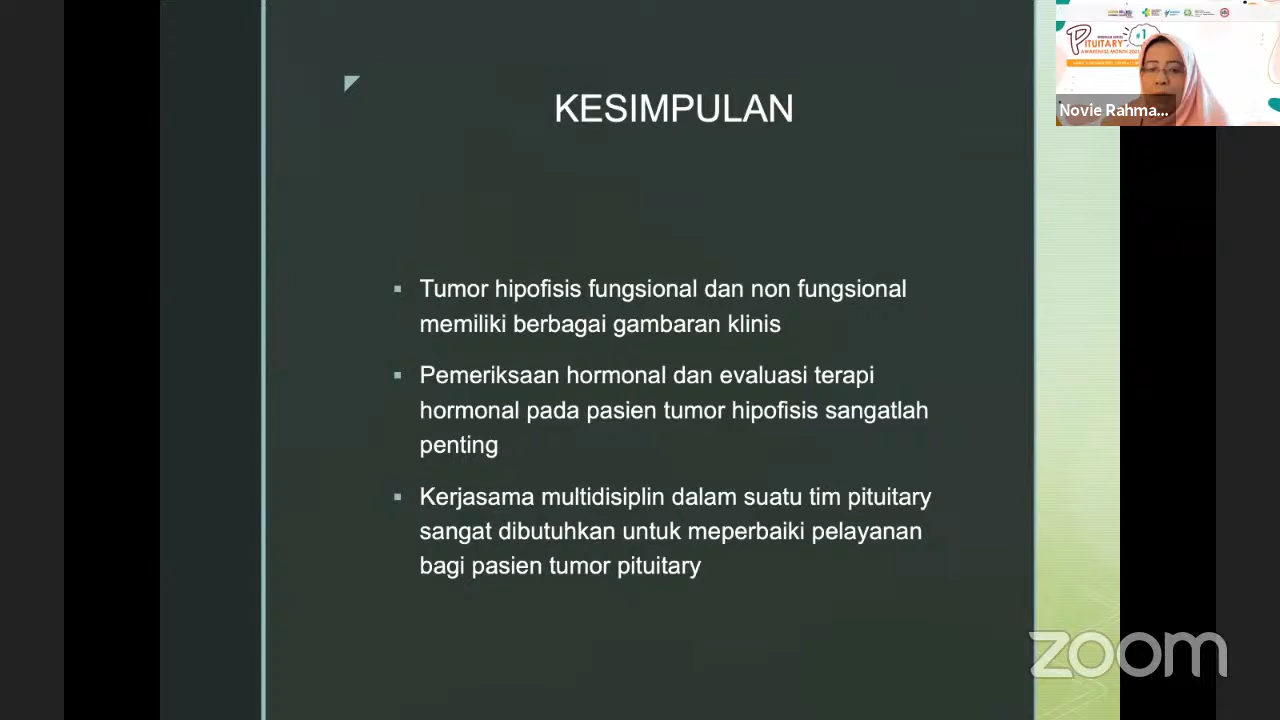 KESIMPULAN
Tumor hipofisis fungsional dan non fungsional
memiliki berbagai gambaran klinis
Pemeriksaan hormonal dan evaluasi terapi
hormonal pada pasien tumor hipofisis sangatlah
penting
Kerjasama multidisiplin dalam suatu tim pituitary
sangat dibutuhkan untuk meperbaiki pelayanan
bagi pasien tumor pituitary
PITUITARY
#1
Novie Rahma...
zoom